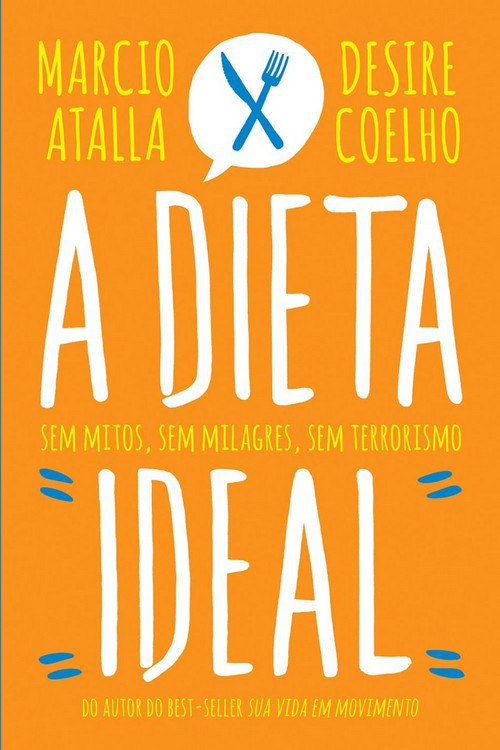 MARCIO ATALLA
DESIRE COELHO
A DIETA
SEM MITOS, SEM MILAGRES, SEM TERRORISMO
IDEAL
DO AUTOR DO BEST-SELLER SUA VIDA EM MOVIMENTO